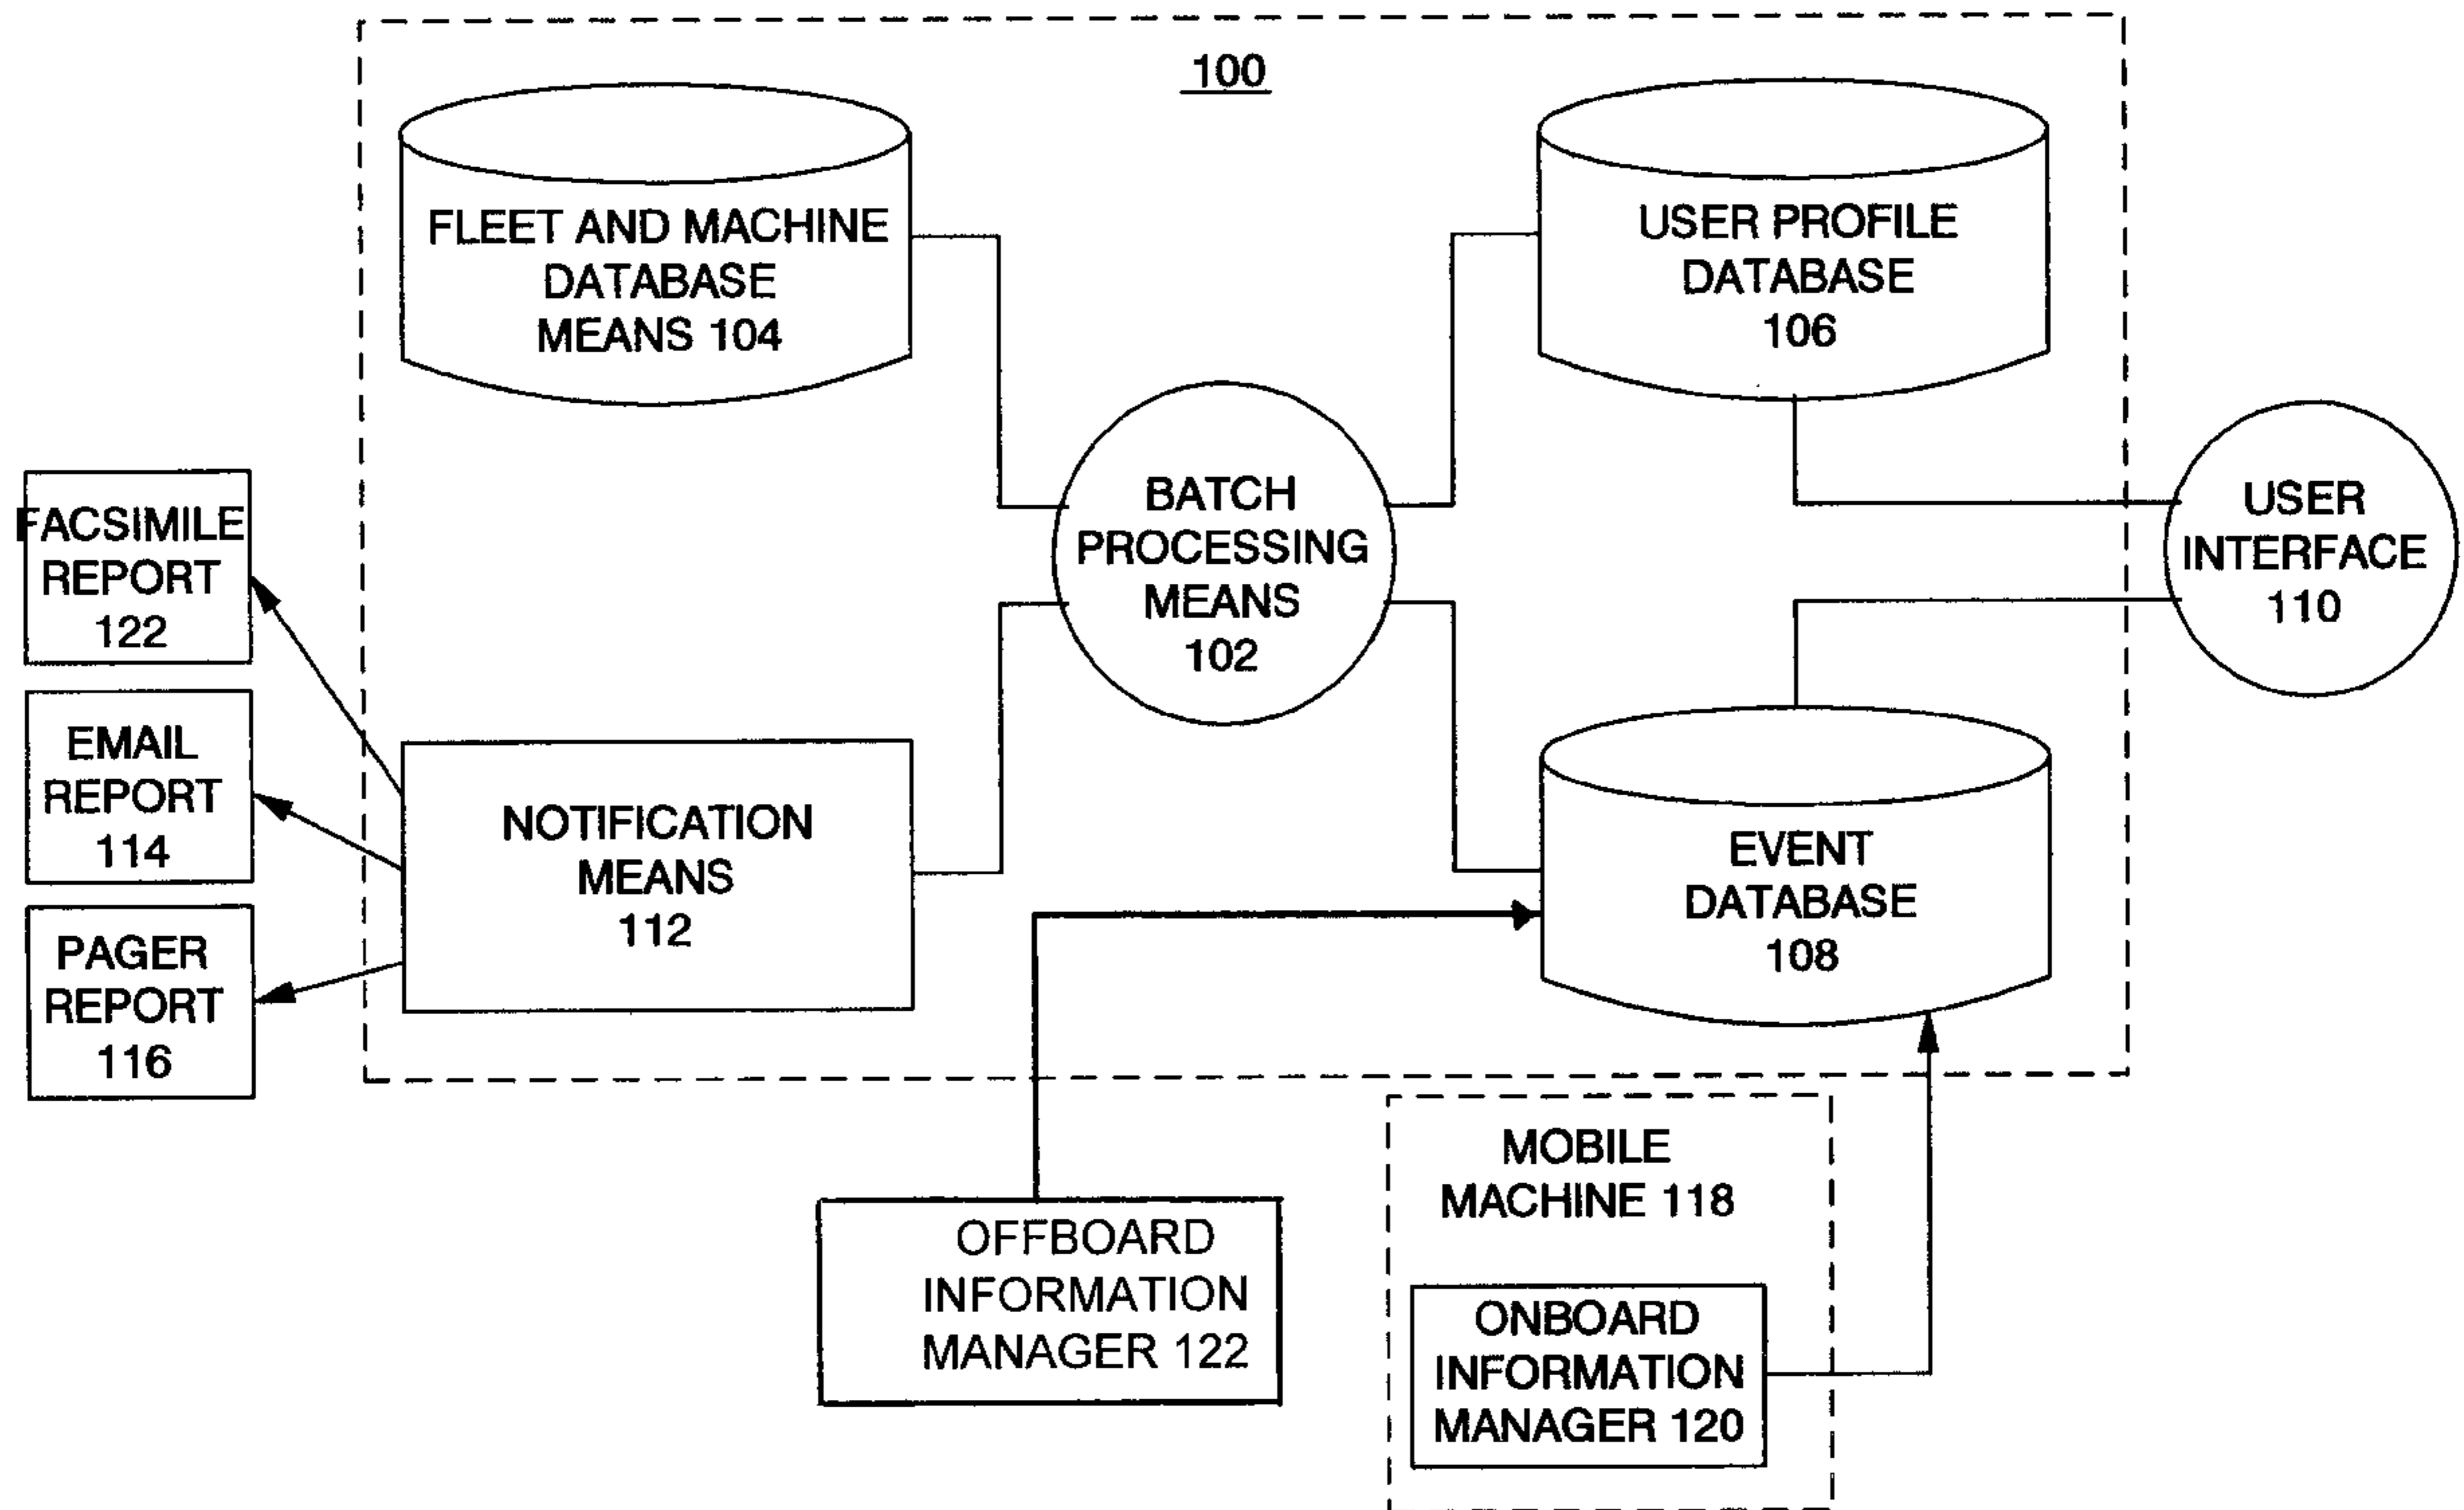 100
FLEET AND MACHINE
DATABASE
MEANS 104
USER PROFILE
DATABASE
106
BATCH
PROCESSING
MEANS
102
USER
INTERFACE
110
FACSIMILE
REPORT
122
EMAIL
REPORT
114
PAGER
REPORT
116
NOTIFICATION
MEANS
112
EVENT
DATABASE
108
OFFBOARD
INFORMATION
MANAGER 122
MOBILE
MACHINE 118
ONBOARD
INFORMATION
MANAGER 120